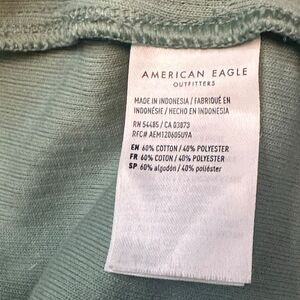 AMERICAN EAGLE
OUTFITTERS
MADE IN INDONESIA / FABRIQUÉ EN
INDONÉSIE / HECHO EN INDONESIA
RN 54485 / CA 03873
RFC# AEM120605U9A
EN 60% COTTON / 40% POLYESTER
FR 60% COTON / 40% POLYESTER
SP 60% algodón / 40% poliéster